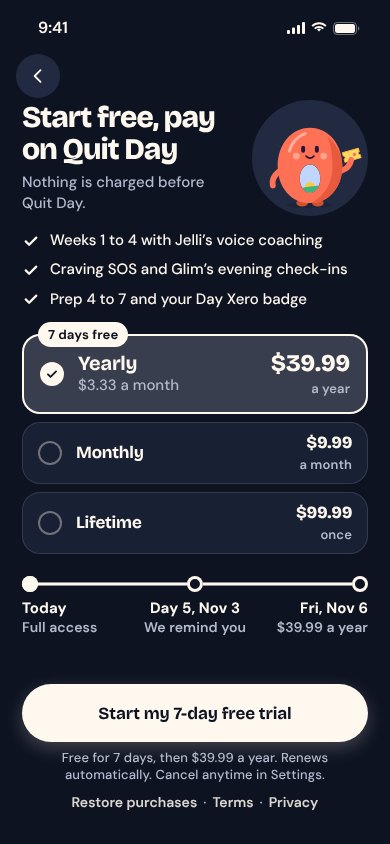 9:41
Start free, pay
on Quit Day
Nothing is charged before
Quit Day.
Weeks 1 to 4 with Jelli’s voice coaching
Craving SOS and Glim’s evening check-ins
Prep 4 to 7 and your Day Xero badge
7 days free
Yearly
$39.99
$3.33 a month
a year
Monthly
$9.99
a month
Lifetime
$99.99
once
Today
Day 5, Nov 3
Fri, Nov 6
Full access
We remind you
$39.99 a year
Start my 7-day free trial
Free for 7 days, then $39.99 a year. Renews
automatically. Cancel anytime in Settings.
Restore purchases · Terms · Privacy